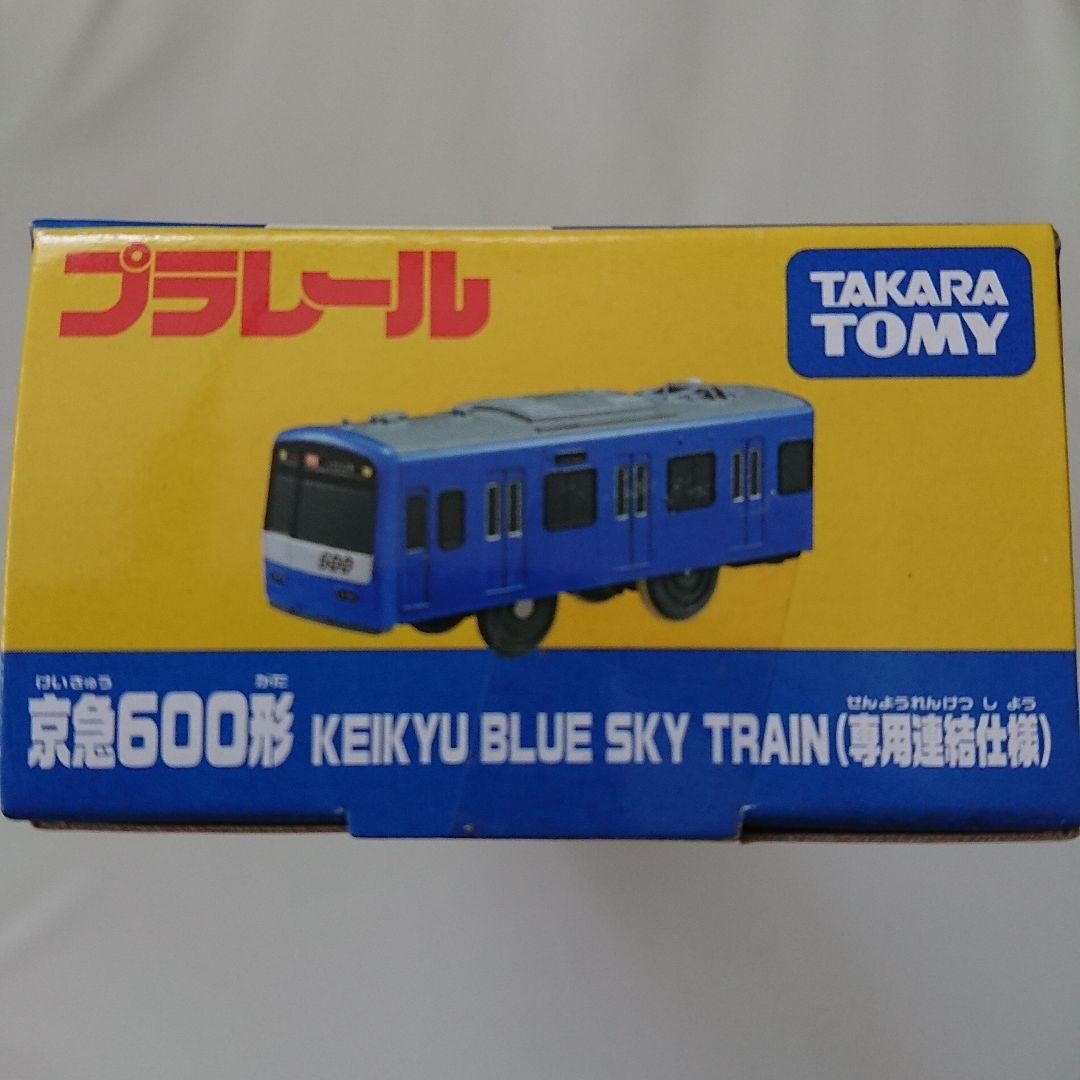 プラレール
TAKARA
TOMY
600
けいきゅう がた せんようれんけつ し よう
京急600形 KEIKYU BLUE SKY TRAIN(専用連結仕様)